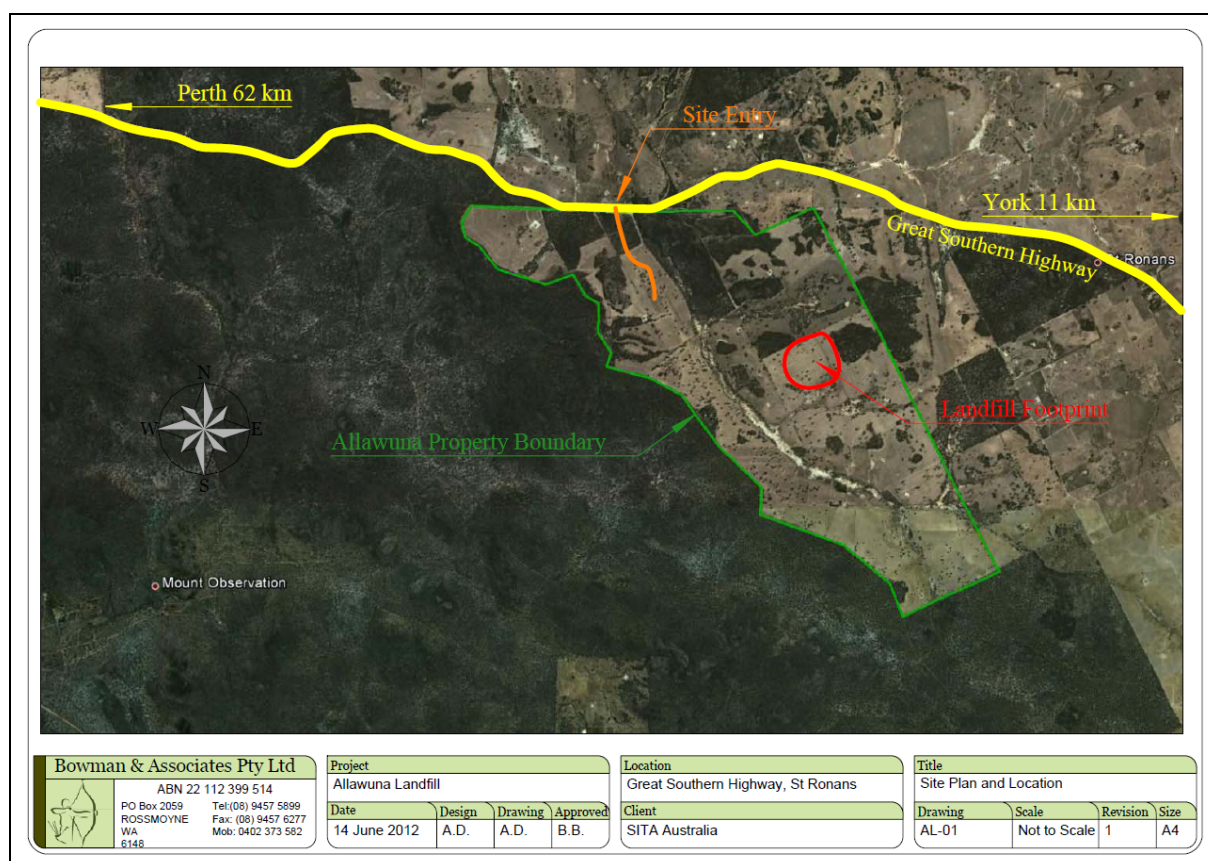 Perth 62 km
Site Entry
York 11 km
Great Southern Highway
St Ronans
N
W
E
S
Landfill Footprint
Allawuna Property Boundary
Mount Observation
Bowman & Associates Pty Ltd
ABN 22 112 399 514
PO Box 2059
ROSSMOYNE
WA
6148
Tel:(08) 9457 5899
Fax: (08) 9457 6277
Mob: 0402 373 582
Project
Allawuna Landfill
Date
Design
Drawing
Approved
14 June 2012
A.D.
A.D.
B.B.
Location
Great Southern Highway, St Ronans
Client
SITA Australia
Title
Site Plan and Location
Drawing
Scale
Revision
Size
AL-01
Not to Scale
1
A4